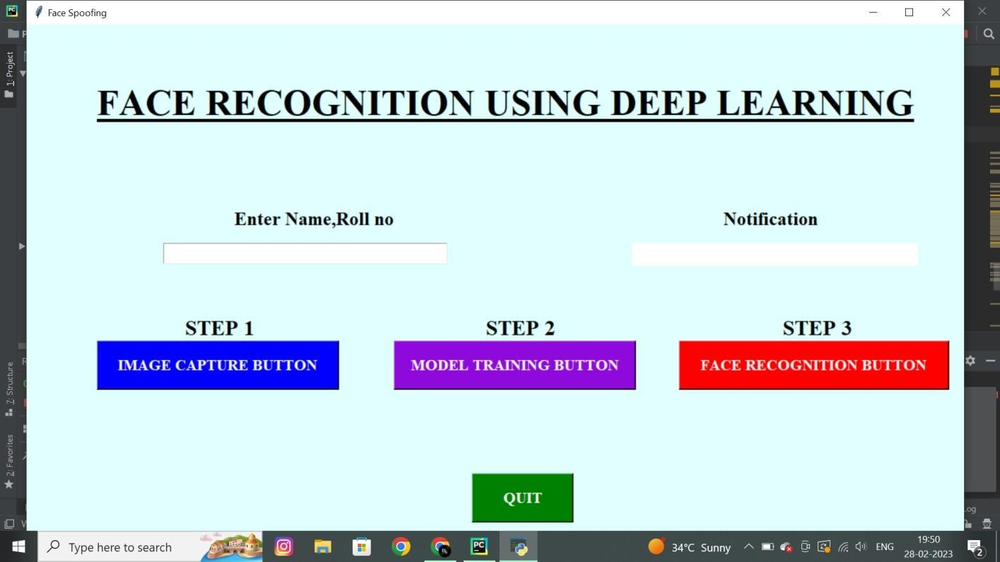 Face Spoofing
1: Project
FACE RECOGNITION USING DEEP LEARNING
Enter Name,Roll no
Notification
STEP 1
STEP 2
STEP 3
IMAGE CAPTURE BUTTON
MODEL TRAINING BUTTON
FACE RECOGNITION BUTTON
7: Structure
2: Favorites
QUIT
Type here to search
PC
34°C Sunny
ENG
19:50
28-02-2023
2